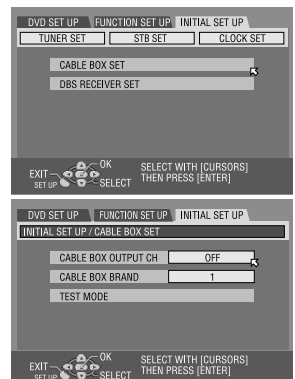 DVD SET UP FUNCTION SET UP INITIAL SET UP
TUNER SET STB SET CLOCK SET
CABLE BOX SET
DBS RECEIVER SET
OK
EXIT
SET UP
SELECT
SELECT WITH [CURSORS]
THEN PRESS [ENTER]
DVD SET UP FUNCTION SET UP INITIAL SET UP
INITIAL SET UP / CABLE BOX SET
CABLE BOX OUTPUT CH OFF
CABLE BOX BRAND 1
TEST MODE
OK
EXIT
SET UP
SELECT
SELECT WITH [CURSORS]
THEN PRESS [ENTER]